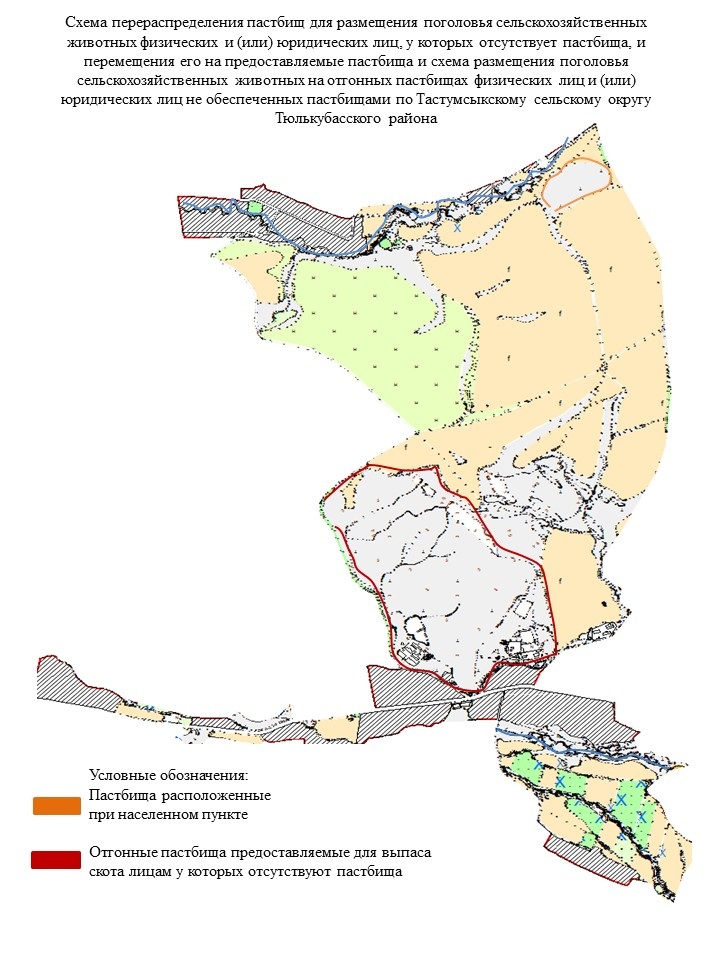 Схема перераспределения пастбищ для размещения поголовья сельскохозяйственных
животных физических и (или) юридических лиц, у которых отсутствует пастбища, и
перемещения его на предоставляемые пастбища и схема размещения поголовья
сельскохозяйственных животных на отгонных пастбищах физических лиц и (или)
юридических лиц не обеспеченных пастбищами по Тастумсыкскому сельскому округу
Тюлькубасского района
Условные обозначения:
Пастбища расположенные
при населенном пункте
Отгонные пастбища предоставляемые для выпаса
скота лицам у которых отсутствуют пастбища